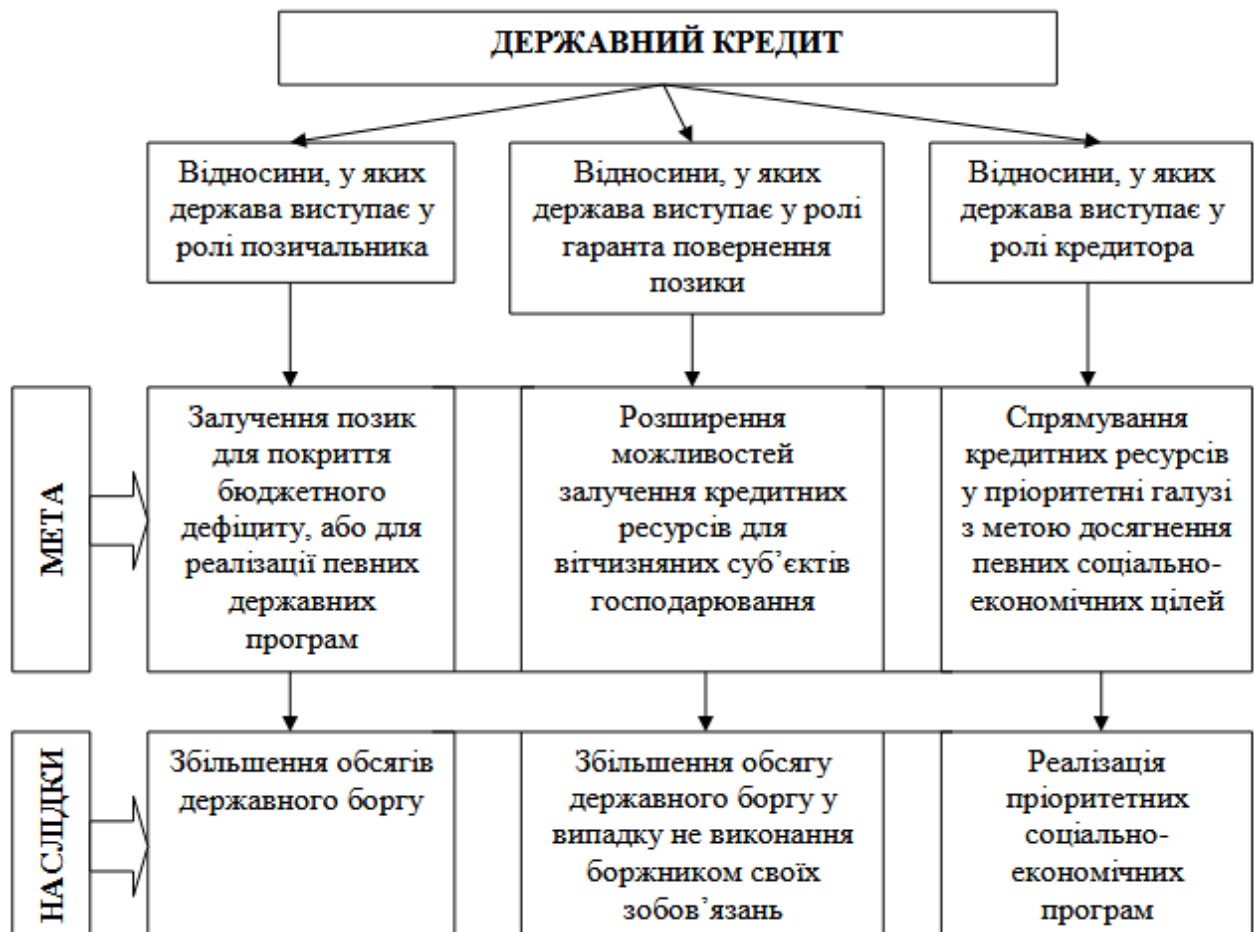 ДЕРЖАВНИЙ КРЕДИТ
Відносини, у яких
держава виступає у
ролі позичальника
Відносини, у яких
держава виступає у ролі
гаранта повернення
позики
Відносини, у яких
держава виступає у
ролі кредитора
МЕТА
Залучення позик
для покриття
бюджетного
дефіциту, або для
реалізації певних
державних
програм
Розширення
можливостей
залучення кредитних
ресурсів для
вітчизняних суб’єктів
господарювання
Спрямування
кредитних ресурсів
у пріоритетні галузі
з метою досягнення
певних соціально-
економічних цілей
НАСЛІДКИ
Збільшення обсягів
державного боргу
Збільшення обсягу
державного боргу у
випадку не виконання
боржником своїх
зобов’язань
Реалізація
пріоритетних
соціально-
економічних
програм